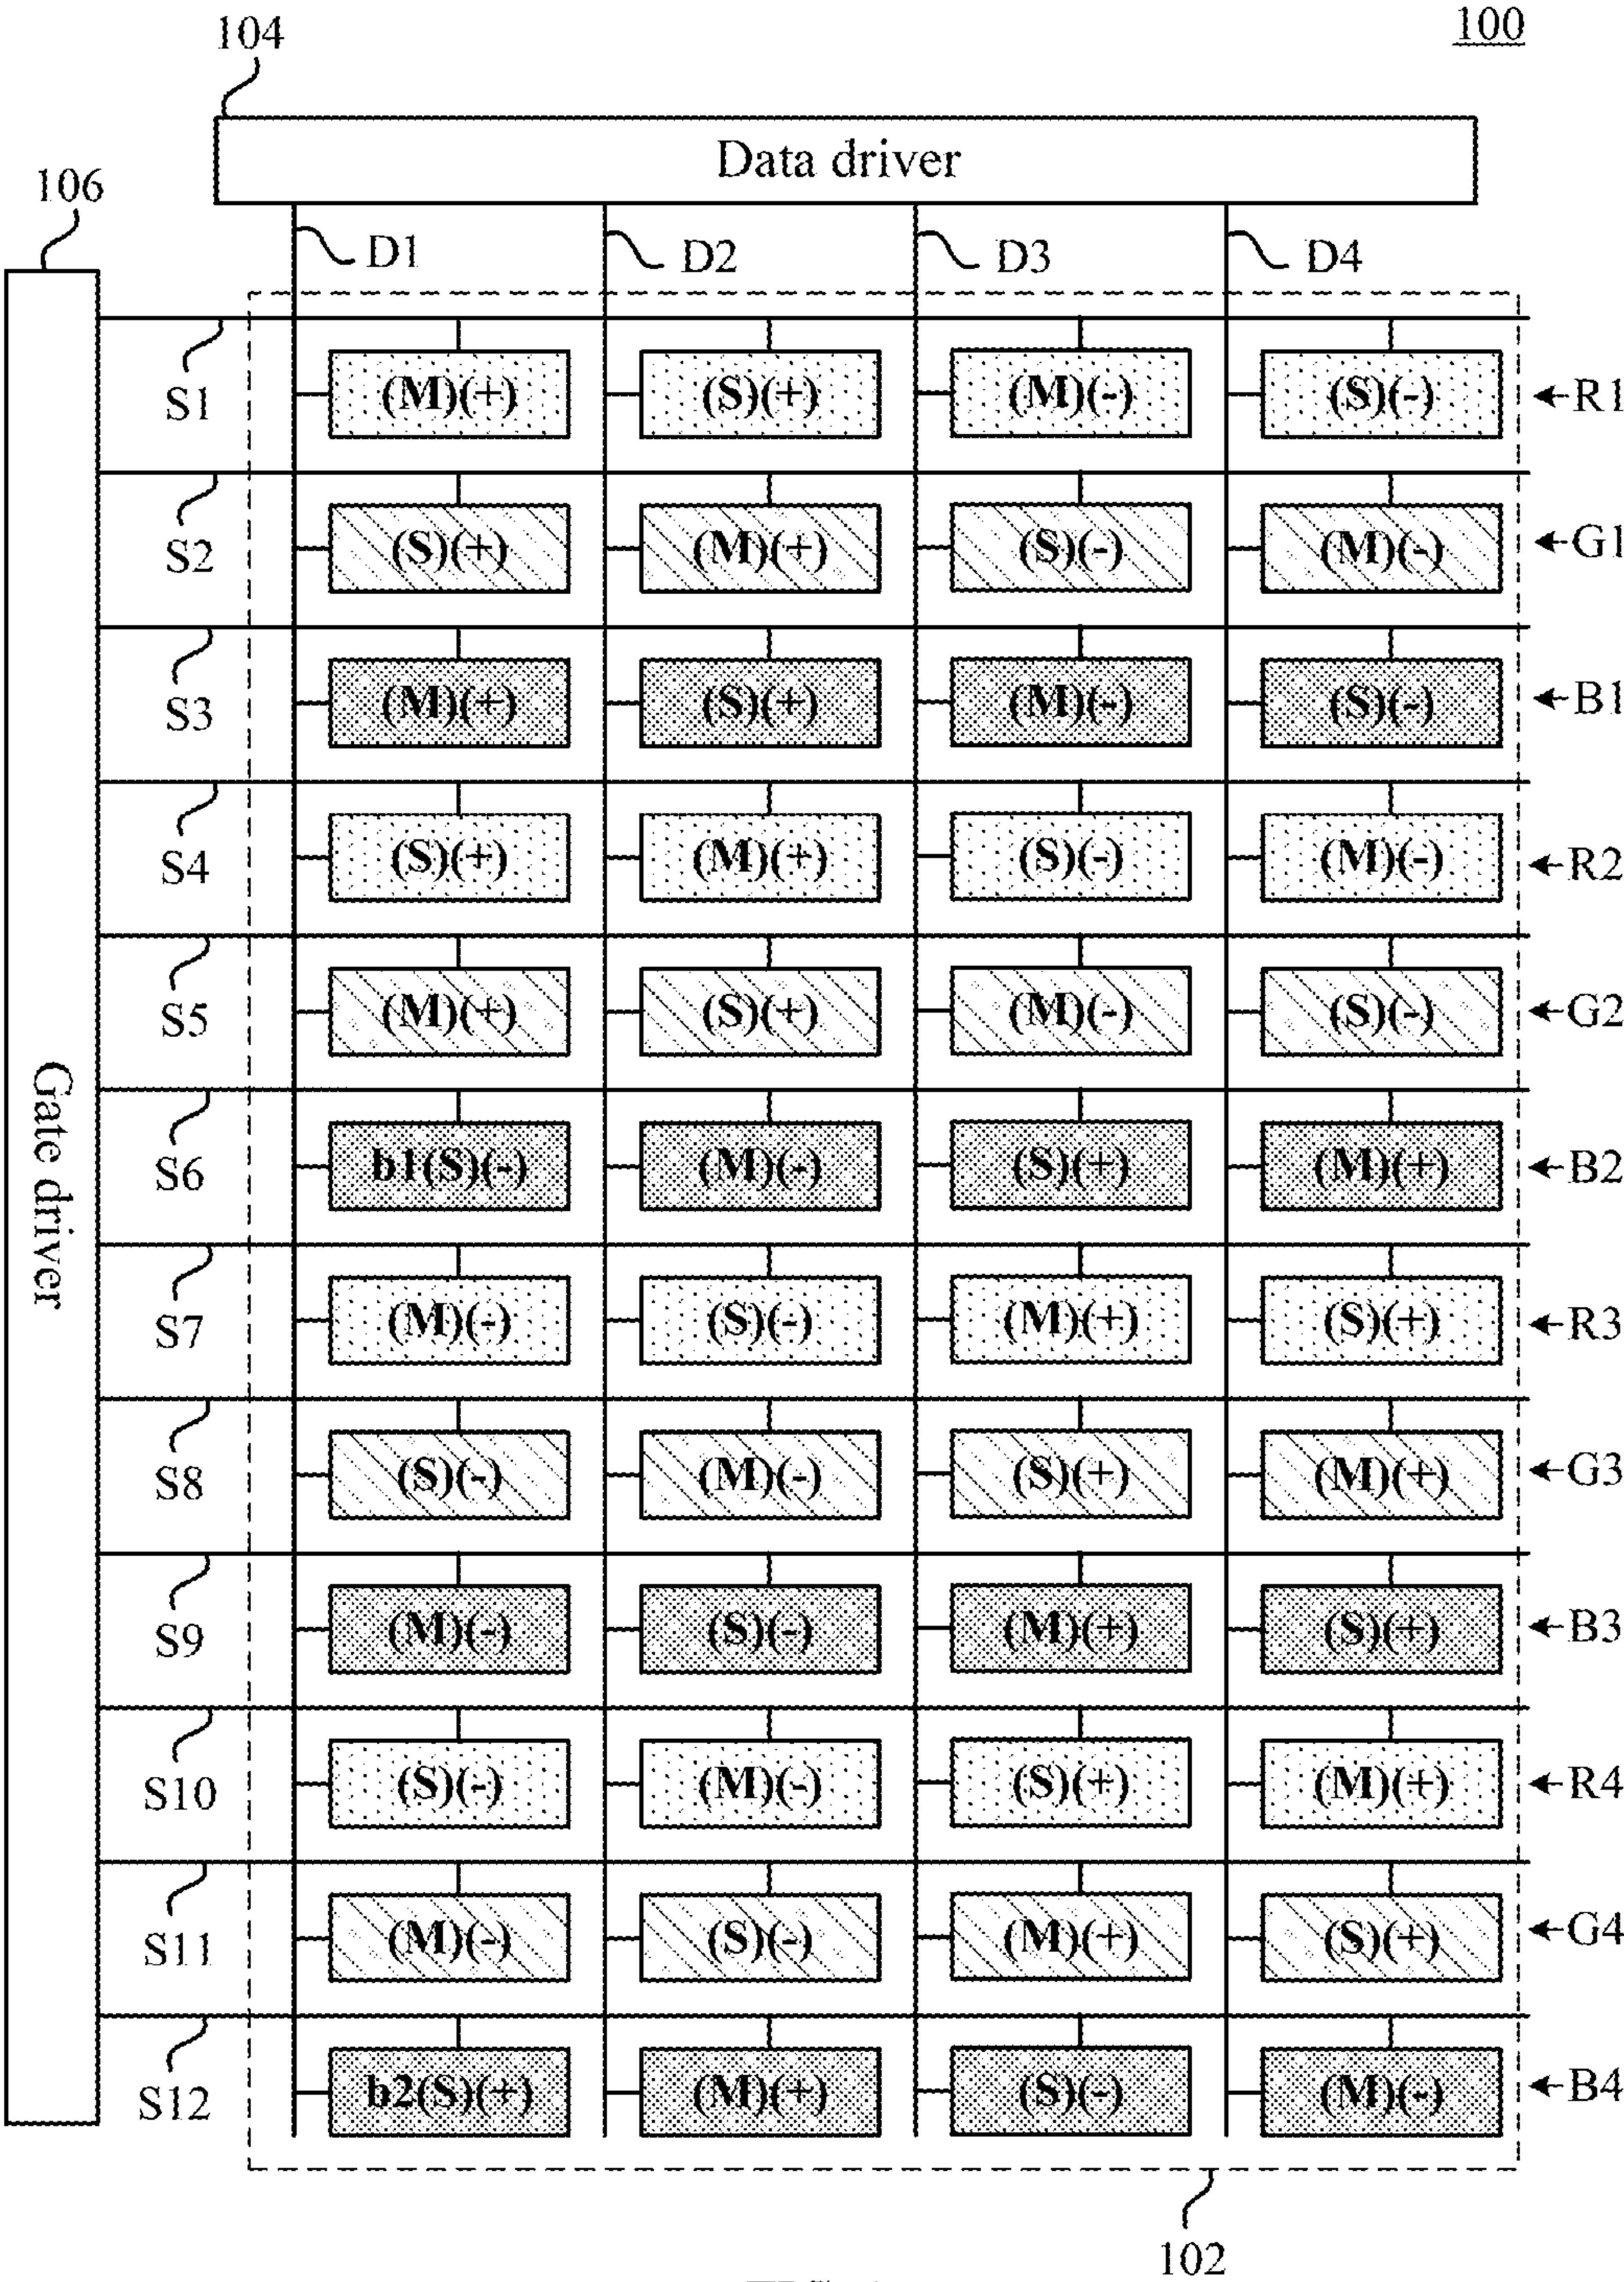 100
104
Data driver
106
D1 D2 D3 D4
S1 (M)(+) (S)(+) (M)(-) (S)(-) R1
S2 (S)(+) (M)(+) (S)(-) (M)(-) G1
S3 (M)(+) (S)(+) (M)(-) (S)(-) B1
S4 (S)(+) (M)(+) (S)(-) (M)(-) R2
S5 (M)(+) (S)(+) (M)(-) (S)(-) G2
Gate driver
S6 b1(S)(-) (M)(-) (S)(+) (M)(+) B2
S7 (M)(-) (S)(-) (M)(+) (S)(+) R3
S8 (S)(-) (M)(-) (S)(+) (M)(+) G3
S9 (M)(-) (S)(-) (M)(+) (S)(+) B3
S10 (S)(-) (M)(-) (S)(+) (M)(+) R4
S11 (M)(-) (S)(-) (M)(+) (S)(+) G4
S12 b2(S)(+) (M)(+) (S)(-) (M)(-) B4
102